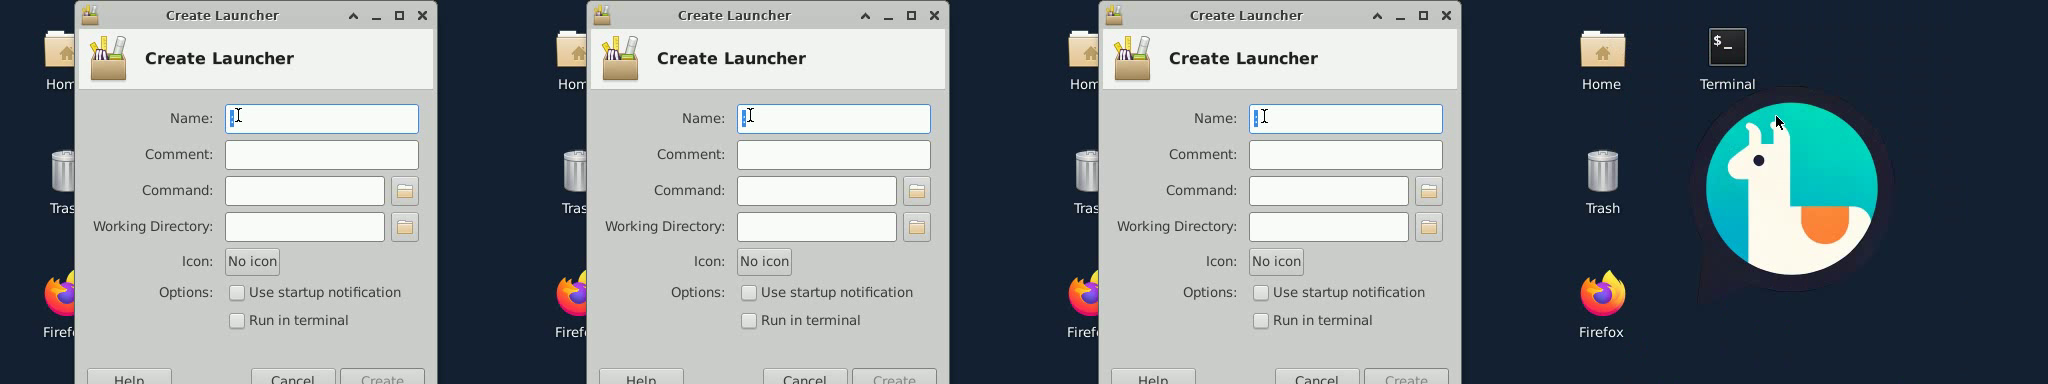 Create Launcher
Create Launcher
Name:
Comment:
Command:
Working Directory:
Icon: No icon
Options: Use startup notification
Run in terminal
Help Cancel Create
Create Launcher
Create Launcher
Name:
Comment:
Command:
Working Directory:
Icon: No icon
Options: Use startup notification
Run in terminal
Help Cancel Create
Create Launcher
Create Launcher
Name:
Comment:
Command:
Working Directory:
Icon: No icon
Options: Use startup notification
Run in terminal
Help Cancel Create
Hom
Tras
Firef
Hom
Tras
Firef
Hom
Tras
Firef
$_
Home Terminal
Trash
Firefox